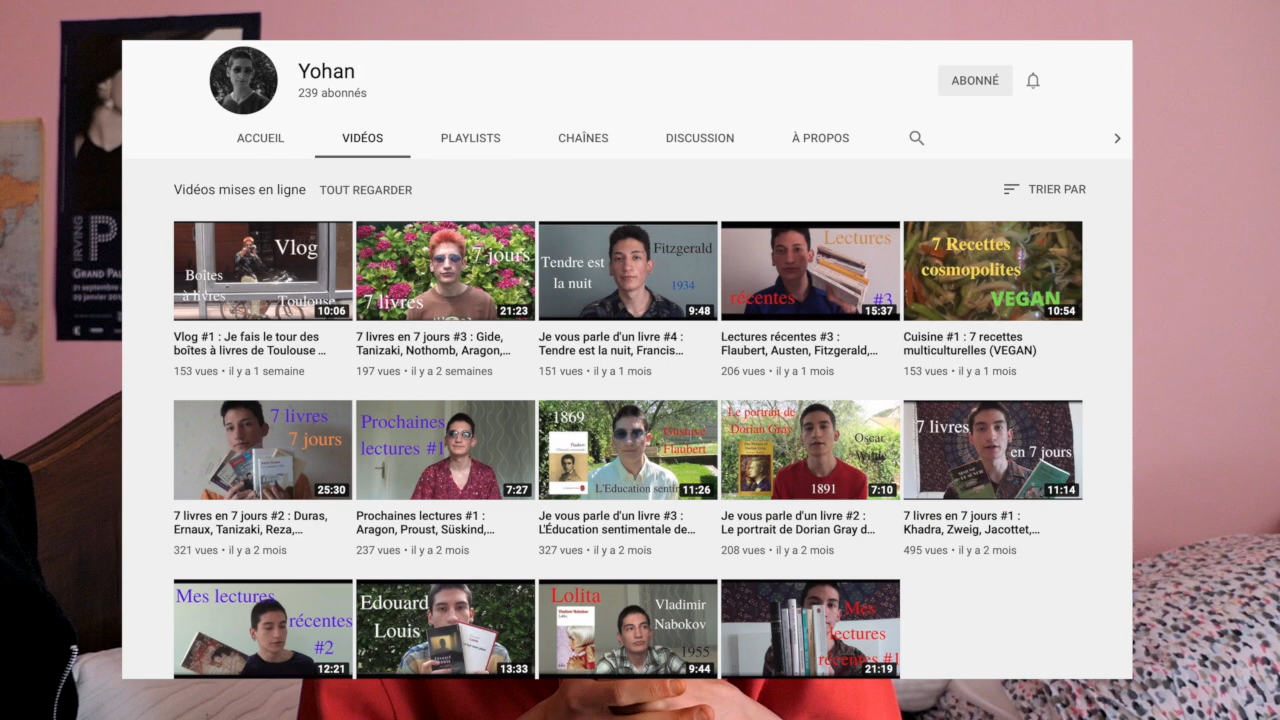 IRVING
P
GRAND PAL
21 septembre
Yohan
239 abonnés
ABONNÉ
ACCUEIL
VIDÉOS
PLAYLISTS
CHAÎNES
DISCUSSION
À PROPOS
Vidéos mises en ligne
TOUT REGARDER
TRIER PAR
Vlog
Boîtes
à livres
Toulouse
10:06
7 jours
7 livres
21:23
Fitzgerald
Tendre est
la nuit
1934
9:48
Lectures
récentes
#3
15:37
7 Recettes
cosmopolites
VEGAN
10:54
Vlog #1 : Je fais le tour des
boîtes à livres de Toulouse ...
153 vues • il y a 1 semaine
7 livres en 7 jours #3 : Gide,
Tanizaki, Nothomb, Aragon,...
197 vues • il y a 2 semaines
Je vous parle d'un livre #4 :
Tendre est la nuit, Francis...
151 vues • il y a 1 mois
Lectures récentes #3 :
Flaubert, Austen, Fitzgerald,...
206 vues • il y a 1 mois
Cuisine #1 : 7 recettes
multiculturelles (VEGAN)
153 vues • il y a 1 mois
7 livres
7 jours
25:30
Prochaines
lectures #1
7:27
1869
Gustave
Flaubert
Flaubert
L'Education senti
11:26
Le portrait de
Dorian Gray
Oscar
Wilde
1891
7:10
7 livres
en 7 jours
11:14
7 livres en 7 jours #2 : Duras,
Ernaux, Tanizaki, Reza,...
321 vues • il y a 2 mois
Prochaines lectures #1 :
Aragon, Proust, Süskind,...
237 vues • il y a 2 mois
Je vous parle d'un livre #3 :
L'Éducation sentimentale de...
327 vues • il y a 2 mois
Je vous parle d'un livre #2 :
Le portrait de Dorian Gray d...
208 vues • il y a 2 mois
7 livres en 7 jours #1 :
Khadra, Zweig, Jacottet,...
495 vues • il y a 2 mois
Mes lectures
récentes
#2
12:21
Edouard
Louis
13:33
Lolita
Vladimir
Nabokov
1955
9:44
Mes
lectures
récentes #1
21:19